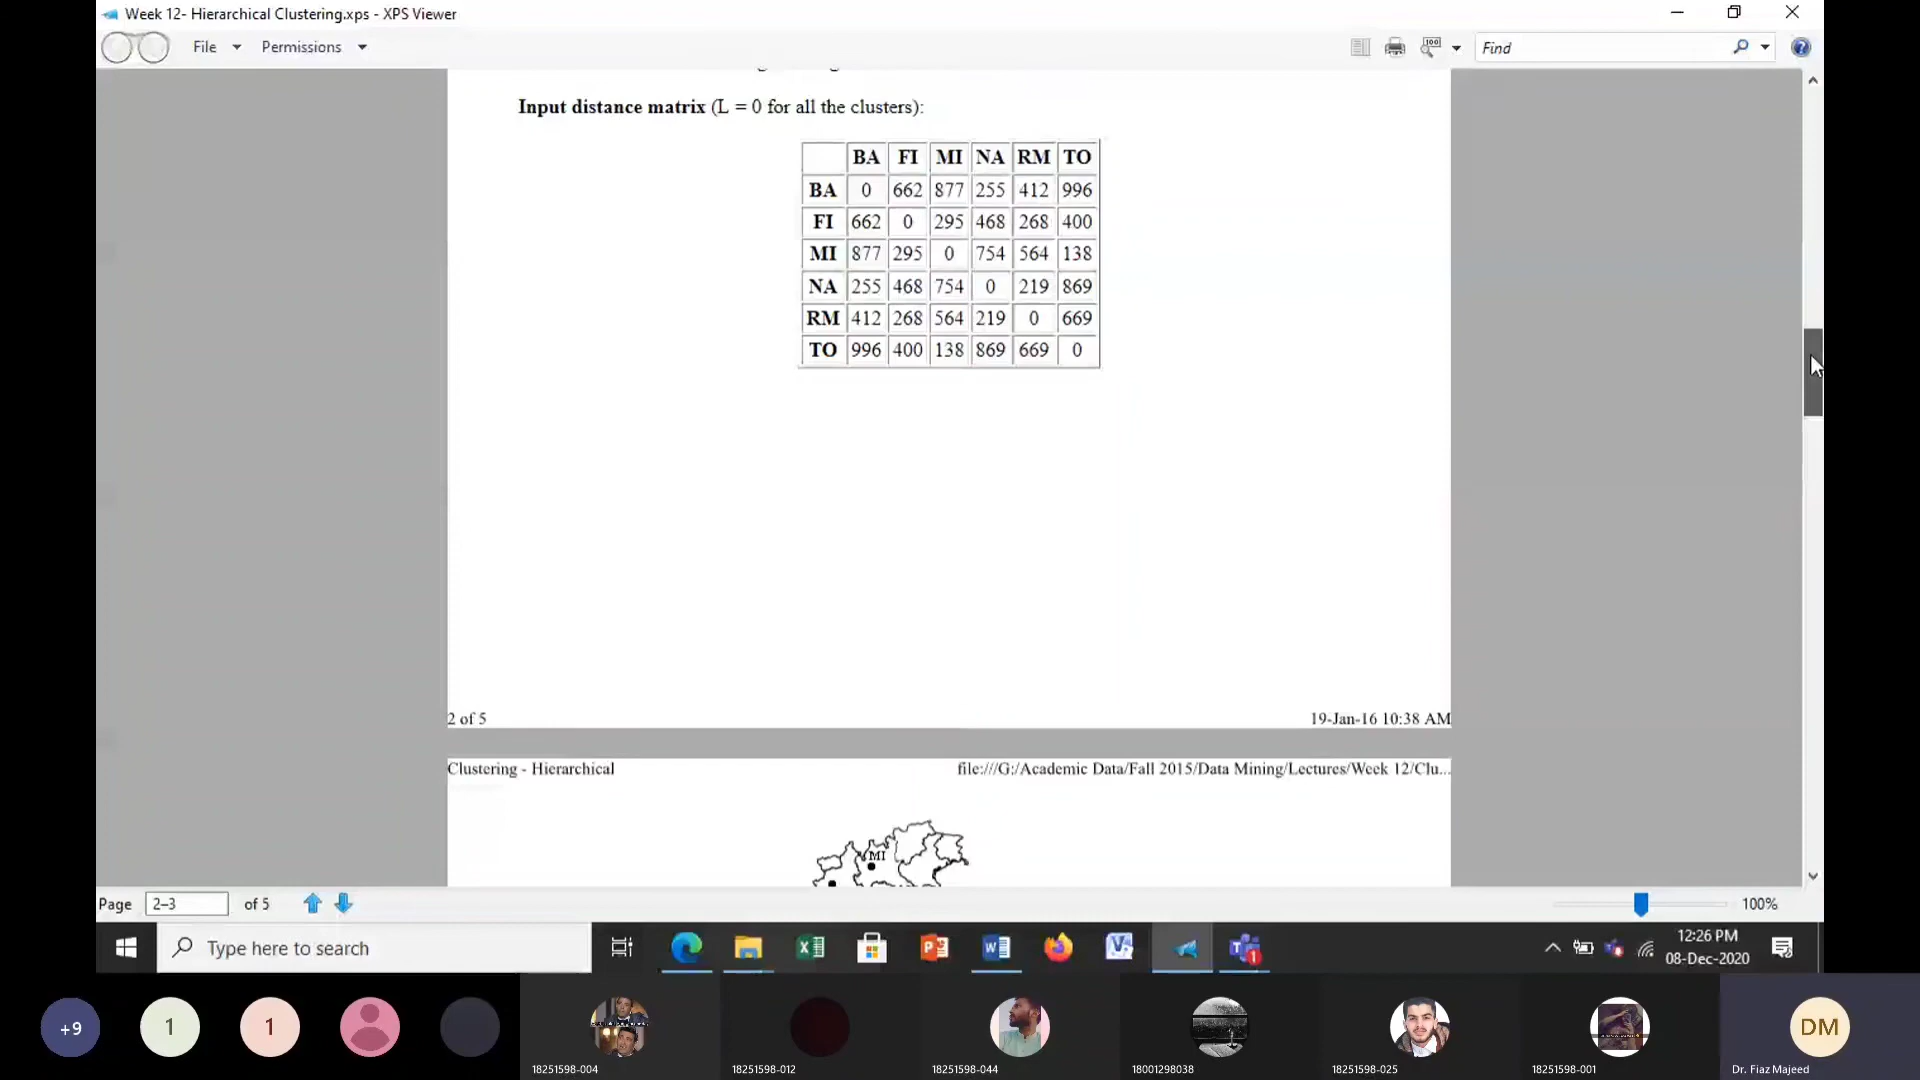 Week 12- Hierarchical Clustering.xps - XPS Viewer
File Permissions
Find
Input distance matrix (L = 0 for all the clusters):
BA FI MI NA RM TO
BA 0 662 877 255 412 996
FI 662 0 295 468 268 400
MI 877 295 0 754 564 138
NA 255 468 754 0 219 869
RM 412 268 564 219 0 669
TO 996 400 138 869 669 0
2 of 5 19-Jan-16 10:38 AM
Clustering - Hierarchical file:///G:/Academic Data/Fall 2015/Data Mining/Lectures/Week 12/Clu...
MI
Page 2–3 of 5 100%
Type here to search
12:26 PM
08-Dec-2020
+9 1 1 DM
18251598-004 18251598-012 18251598-044 18001298038 18251598-025 18251598-001 Dr. Fiaz Majeed